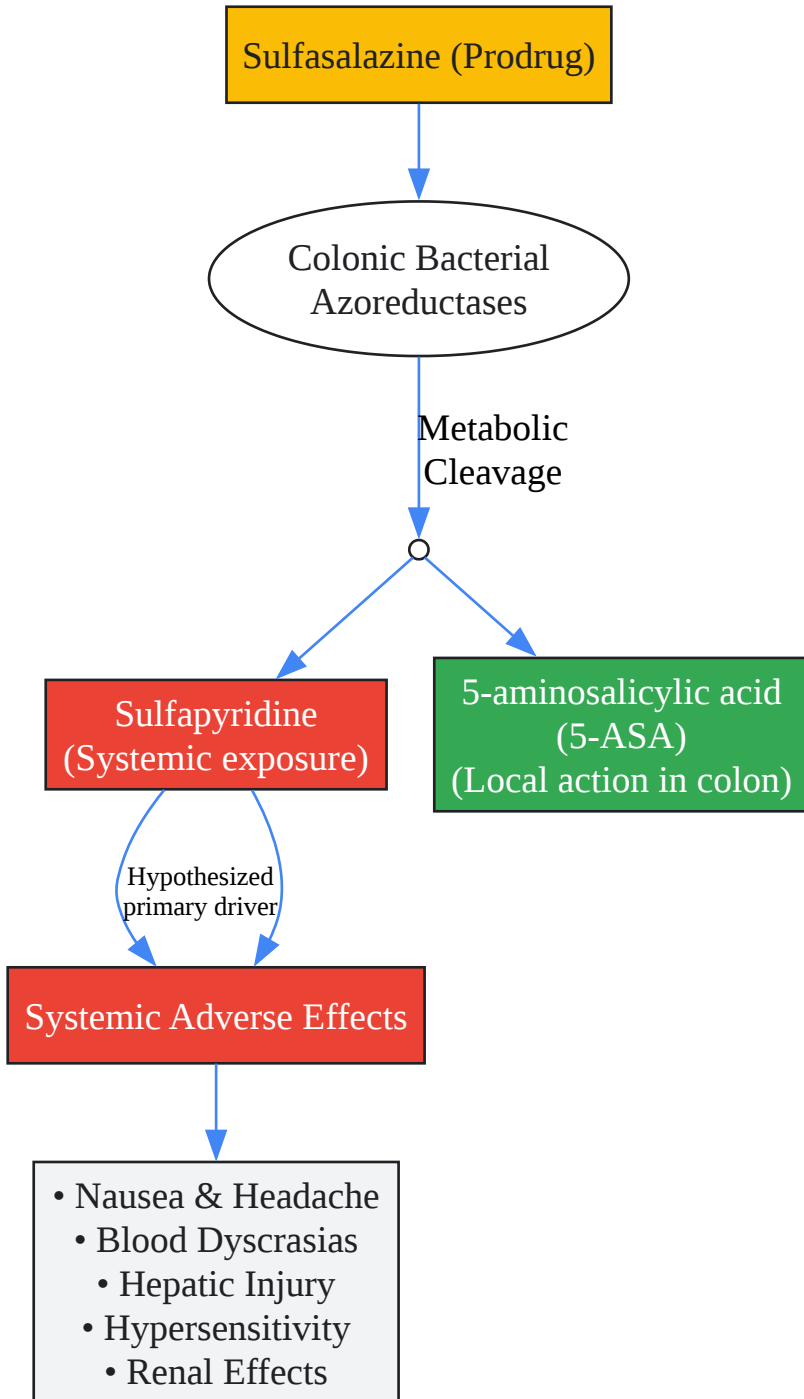 Sulfasalazine (Prodrug)
Colonic Bacterial
Azoreductases
Metabolic
Cleavage
Sulfapyridine
(Systemic exposure)
5-aminosalicylic acid
(5-ASA)
(Local action in colon)
Hypothesized
primary driver
Systemic Adverse Effects
• Nausea & Headache
• Blood Dyscrasias
• Hepatic Injury
• Hypersensitivity
• Renal Effects